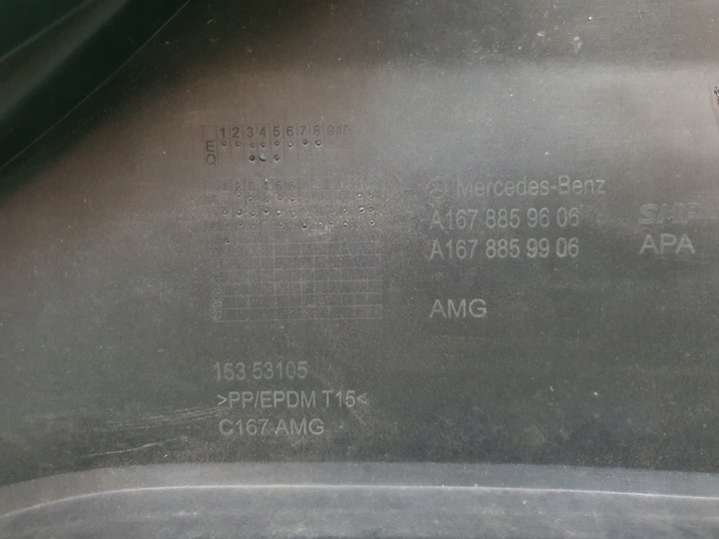 1 2 3 4 5 6 7 8
E
Q
Mercedes-Benz
A167 885 96 06
A167 885 99 06
APA
AMG
163 53105
>PP/EPDM T15<
C167 AMG